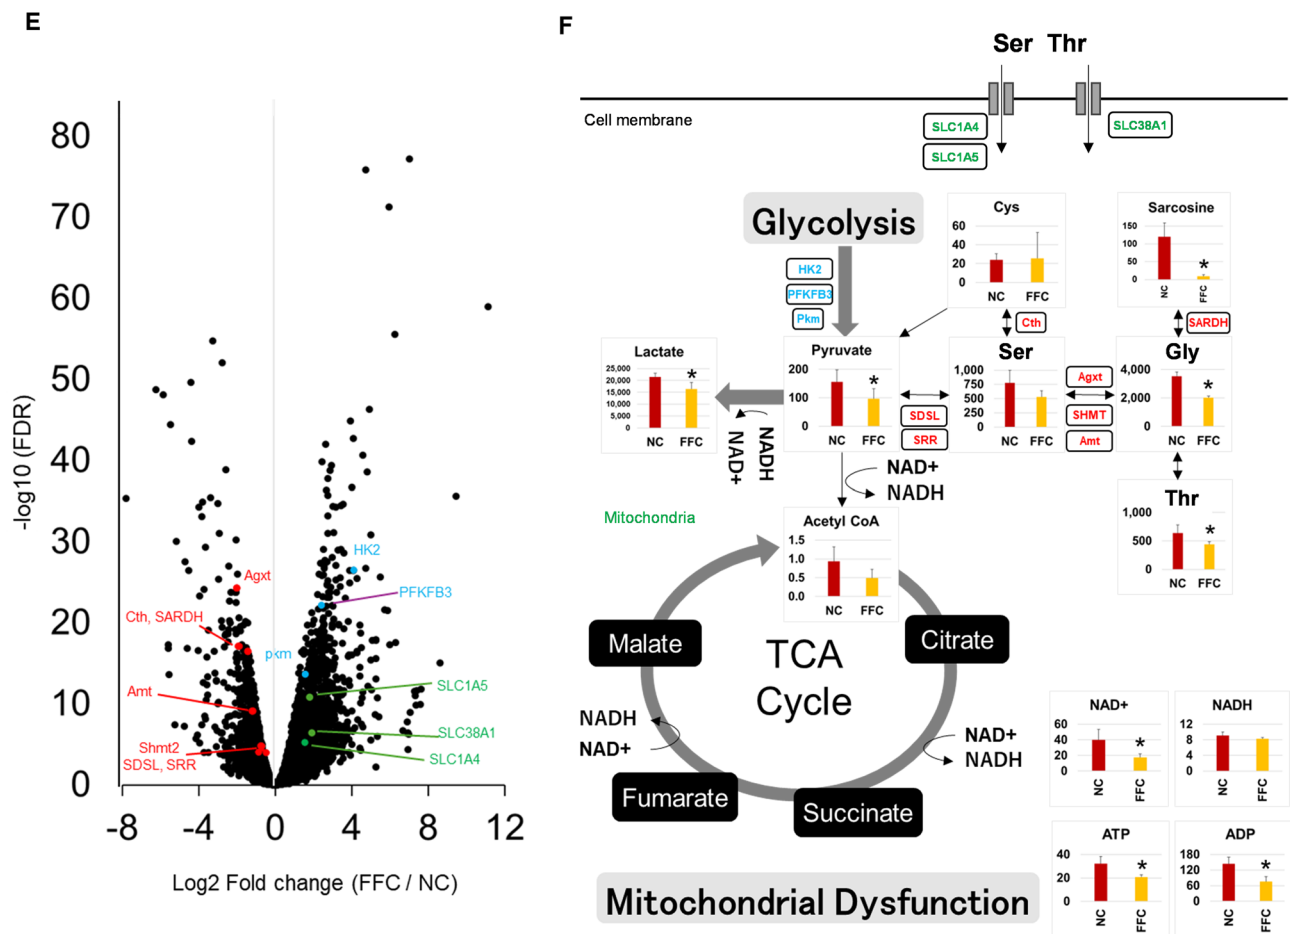 E
-log10 (FDR)
80
70
60
50
40
30
20
10
0
HK2
Agxt
PFKFB3
Cth, SARDH
pkm
SLC1A5
Amt
SLC38A1
Shmt2
SLC1A4
SDSL, SRR
-8 -4 0 4 8 12
Log2 Fold change (FFC / NC)
F
Ser Thr
Cell membrane
SLC1A4
SLC1A5
SLC38A1
Glycolysis
HK2
PFKFB3
Pkm
Cys
60
40
20
0
NC FFC
Sarcosine
150
100
50
0
*
NC FFC
Cth
SARDH
Lactate
25,000
20,000
15,000
10,000
5,000
0
*
NC FFC
Pyruvate
200
100
0
*
NC FFC
SDSL
SRR
Ser
1,000
750
500
250
0
NC FFC
Agxt
SHMT
Amt
Gly
4,000
2,000
0
*
NC FFC
NAD+
NADH
NAD+
NADH
Thr
1,000
500
0
*
NC FFC
Mitochondria
Acetyl CoA
1.5
1.0
0.5
0.0
NC FFC
Malate
Citrate
TCA
Cycle
NADH
NAD+
NAD+
NADH
Fumarate
Succinate
NAD+
60
40
20
0
*
NC FFC
NADH
12
8
4
0
NC FFC
ATP
40
20
0
*
NC FFC
ADP
180
120
60
0
*
NC FFC
Mitochondrial Dysfunction